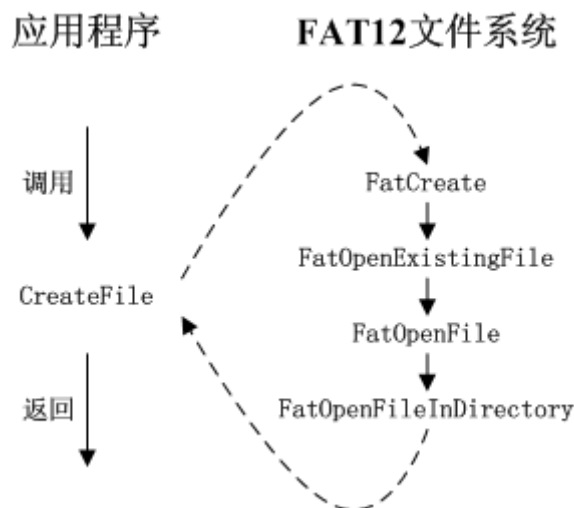 应用程序
FAT12文件系统
调用
FatCreate
FatOpenExistingFile
CreateFile
FatOpenFile
返回
FatOpenFileInDirectory